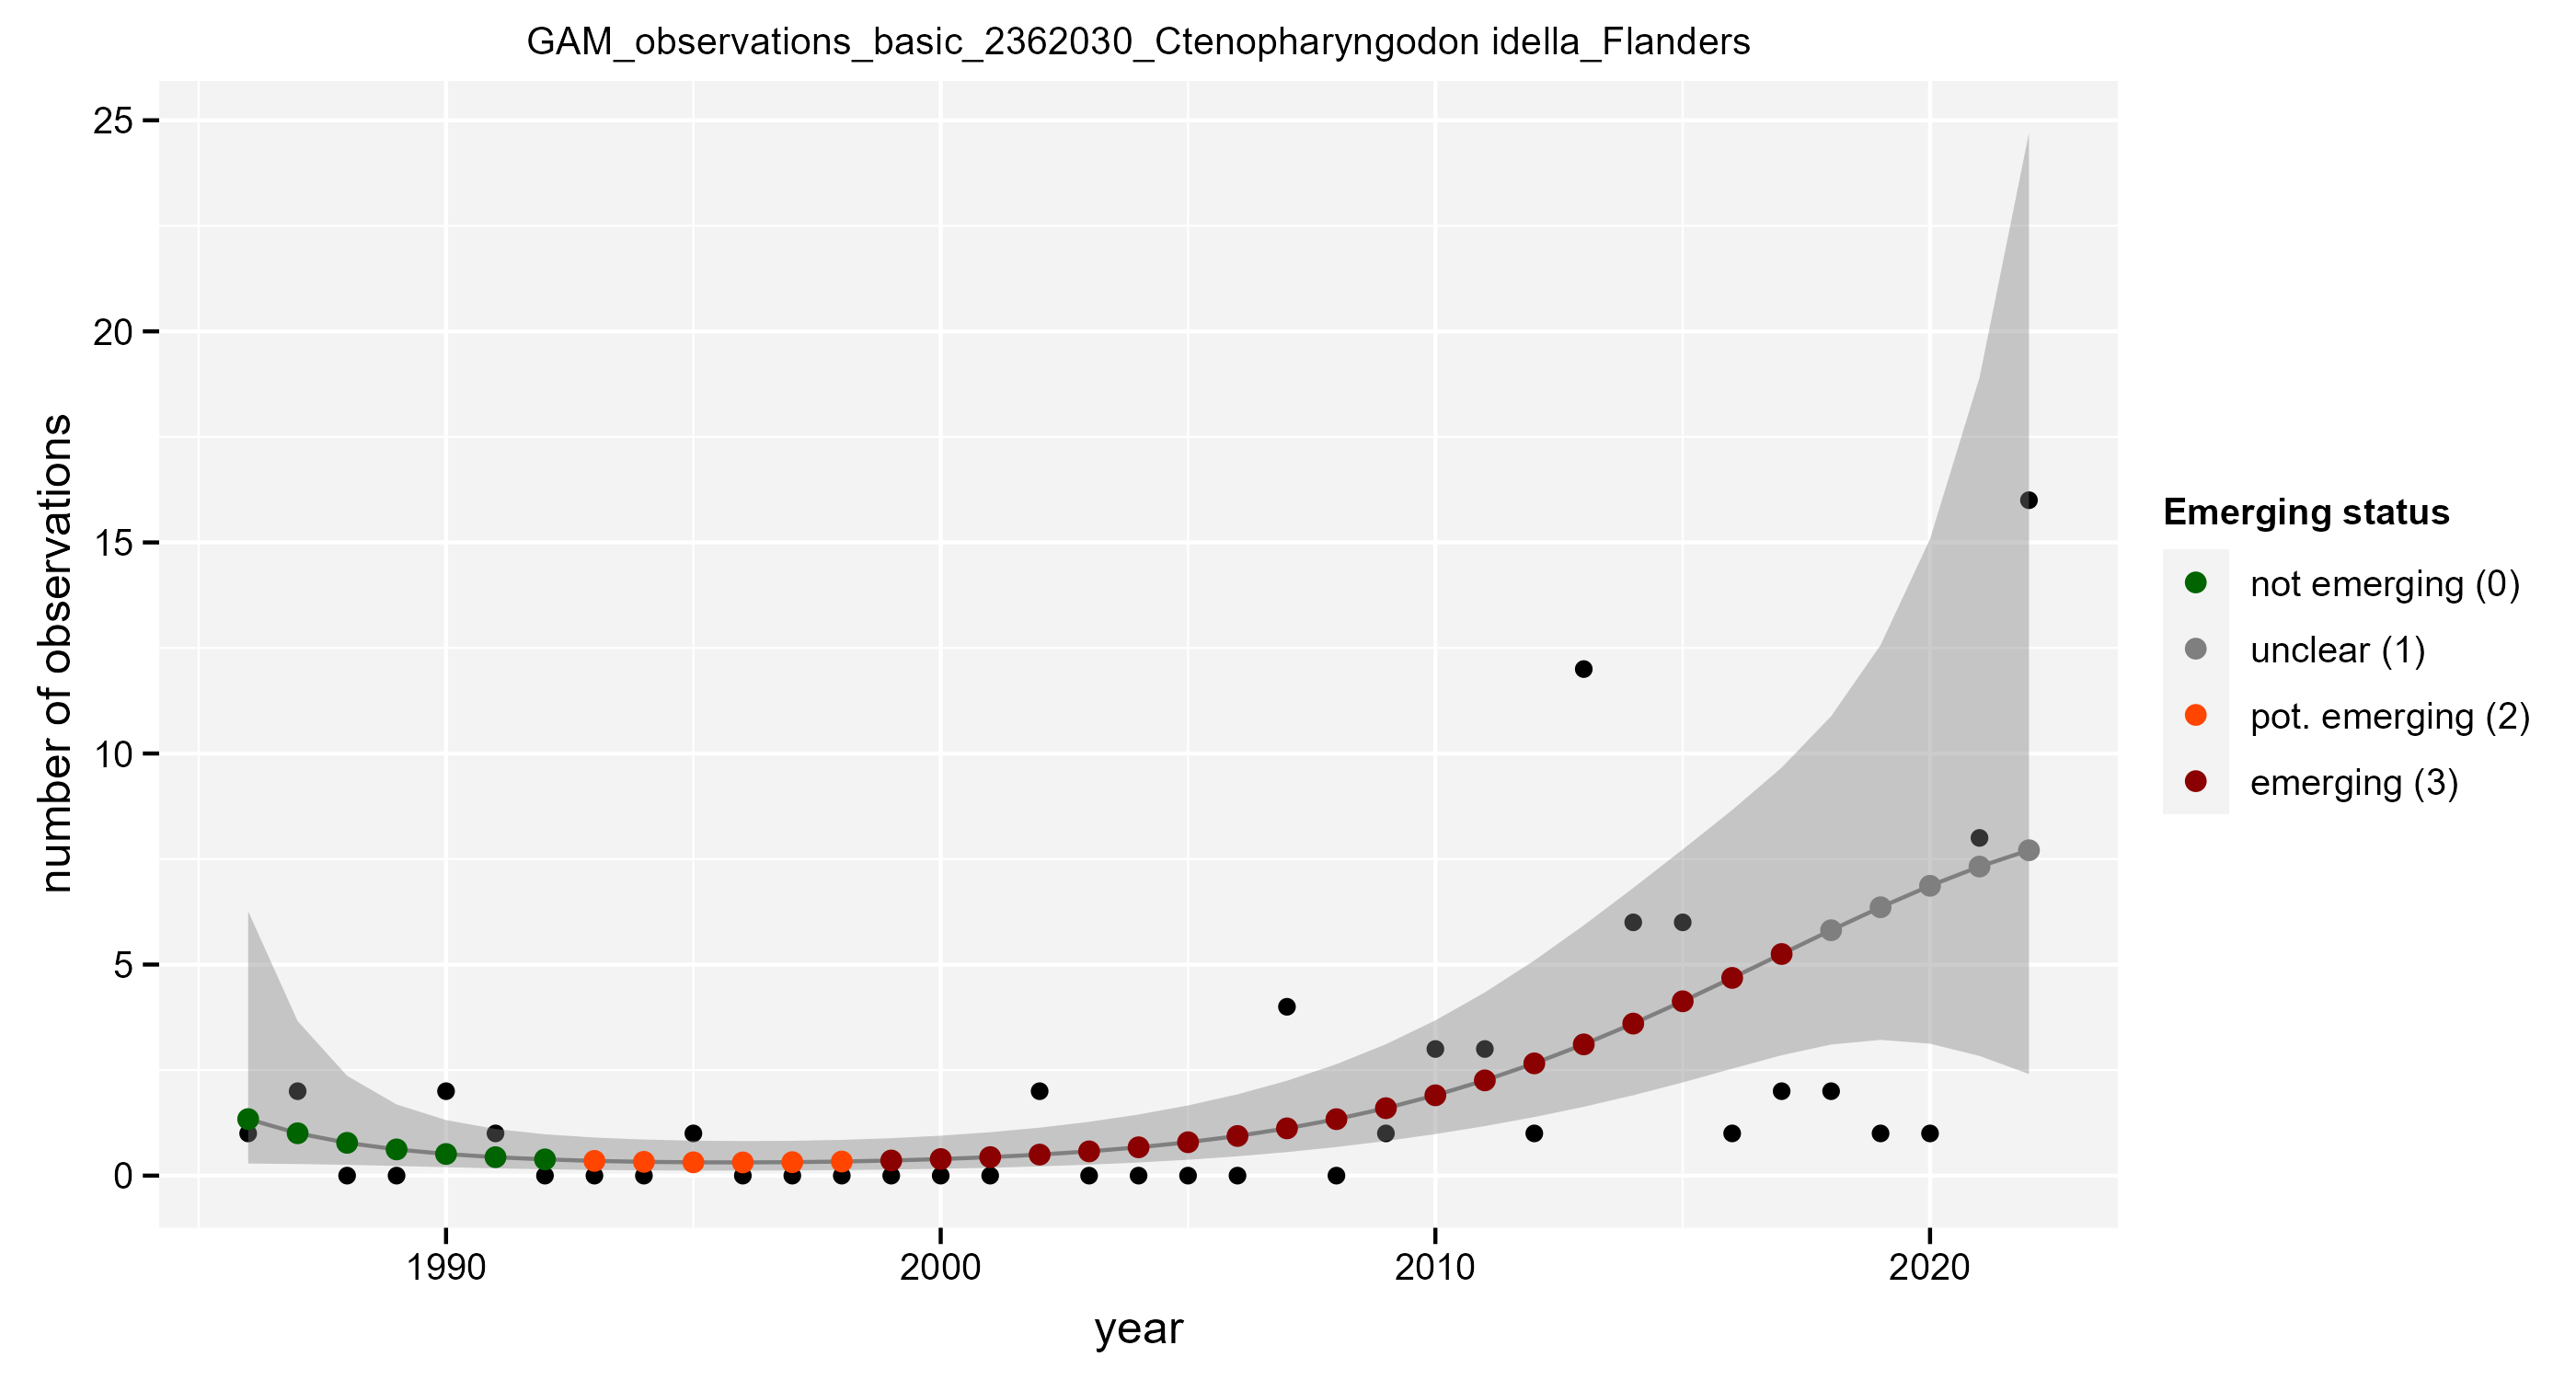 GAM_observations_basic_2362030_Ctenopharyngodon idella_Flanders
25
20
15
10
5
0
number of observations
1990 2000 2010 2020
year
Emerging status
not emerging (0)
unclear (1)
pot. emerging (2)
emerging (3)